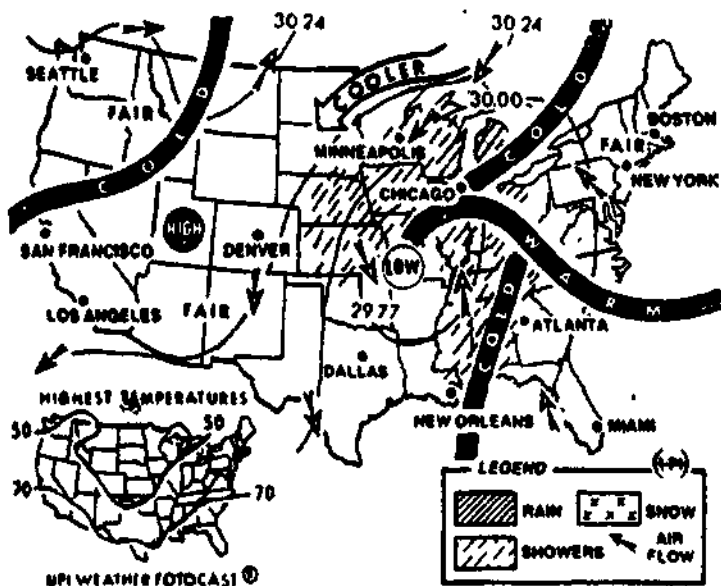 30.24
30.24
SEATTLE
COLD
FAIR
COOLER
30.00
COLD
BOSTON
FAIR
MINNEAPOLIS
NEW YORK
CHICAGO
HIGH
SAN FRANCISCO
DENVER
LOW
WARM
LOS ANGELES
FAIR
29.77
COLD
ATLANTA
DALLAS
NEW ORLEANS
MIAMI
HIGHEST TEMPERATURES
50
50
70
70
UPI WEATHER FOTOCAST ®
LEGEND
UPI
RAIN
SNOW
SHOWERS
AIR
FLOW